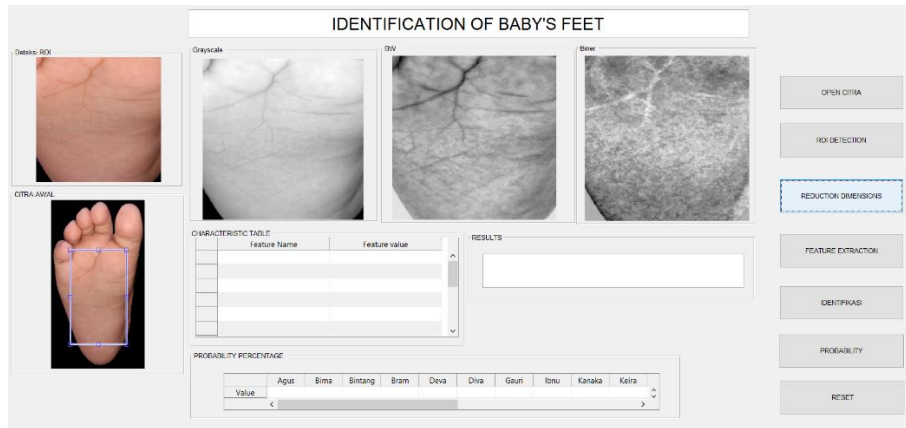 IDENTIFICATION OF BABY'S FEET
Deteksi ROI
Grayscale
BW
Biner
OPEN CITRA
ROI DETECTION
CITRA AWAL
REDUCTION DIMENSIONS
CHARACTERISTIC TABLE
Feature Name Feature value
RESULTS
FEATURE EXTRACTION
IDENTIFIKASI
PROBABILITY
PROBABILITY PERCENTAGE
Agus Bima Bintang Bram Deva Diva Gauri Ibnu Kanaka Keira
Value
RESET